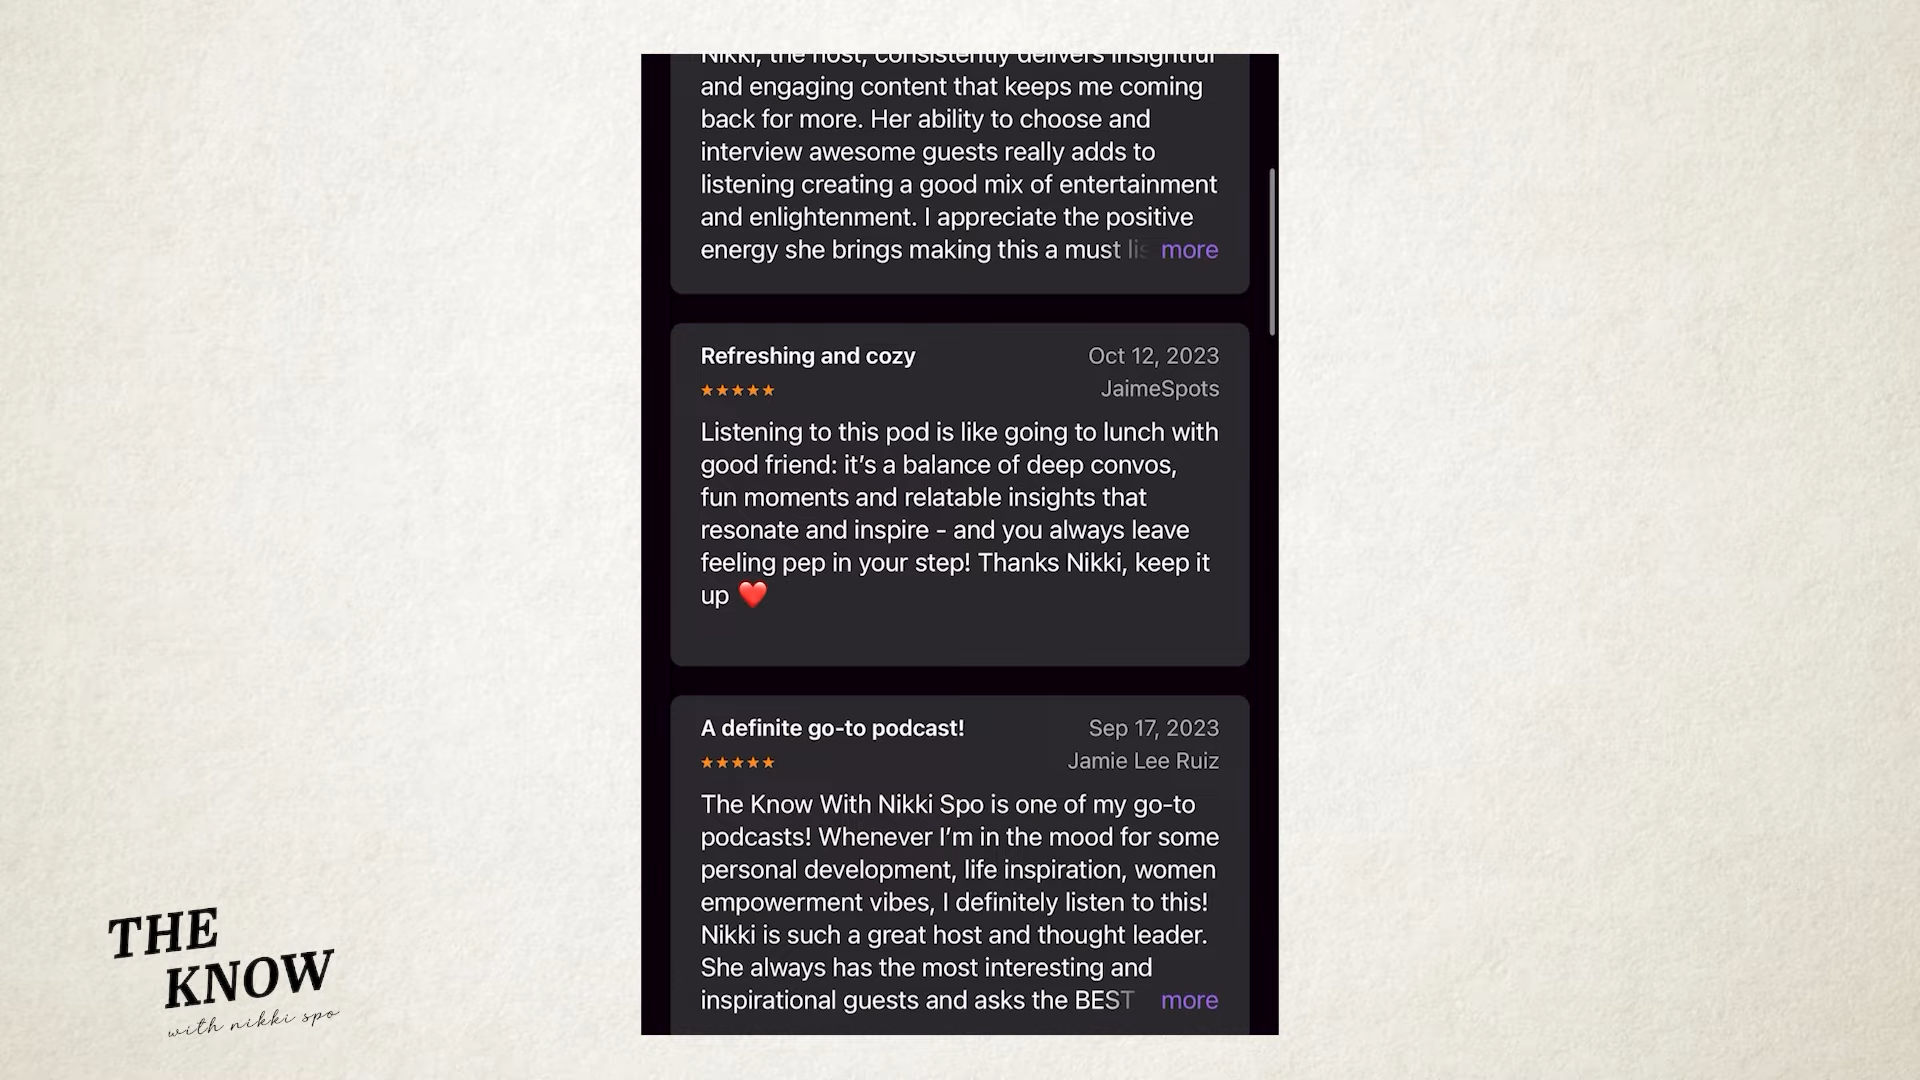 Nikki, the host, consistently delivers insightful
and engaging content that keeps me coming
back for more. Her ability to choose and
interview awesome guests really adds to
listening creating a good mix of entertainment
and enlightenment. I appreciate the positive
energy she brings making this a must lis more
Refreshing and cozy Oct 12, 2023
★★★★★ JaimeSpots
Listening to this pod is like going to lunch with
good friend: it’s a balance of deep convos,
fun moments and relatable insights that
resonate and inspire - and you always leave
feeling pep in your step! Thanks Nikki, keep it
up ❤️
A definite go-to podcast! Sep 17, 2023
★★★★★ Jamie Lee Ruiz
The Know With Nikki Spo is one of my go-to
podcasts! Whenever I’m in the mood for some
personal development, life inspiration, women
empowerment vibes, I definitely listen to this!
Nikki is such a great host and thought leader.
She always has the most interesting and
inspirational guests and asks the BEST more
THE
KNOW
with nikki spo